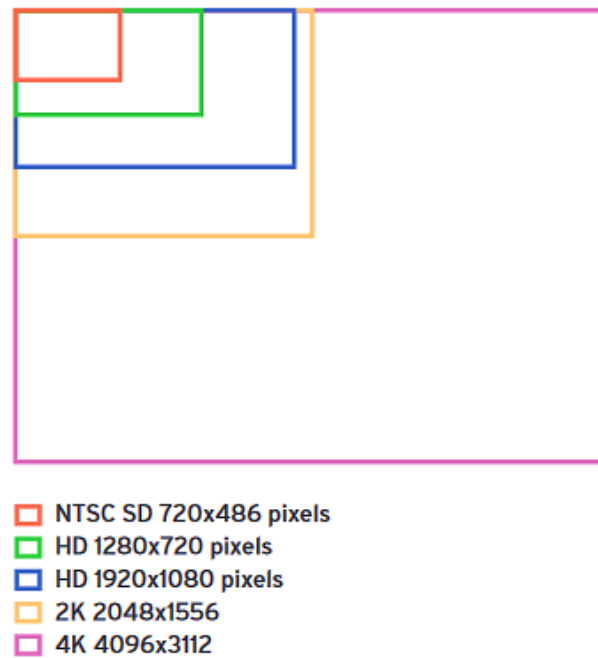 NTSC SD 720x486 pixels
HD 1280x720 pixels
HD 1920x1080 pixels
2K 2048x1556
4K 4096x3112